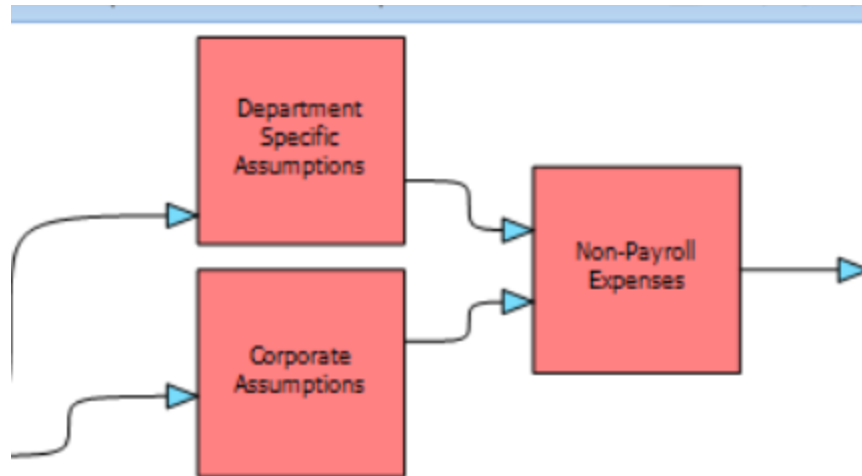 Department
Specific
Assumptions
Non-Payroll
Expenses
Corporate
Assumptions